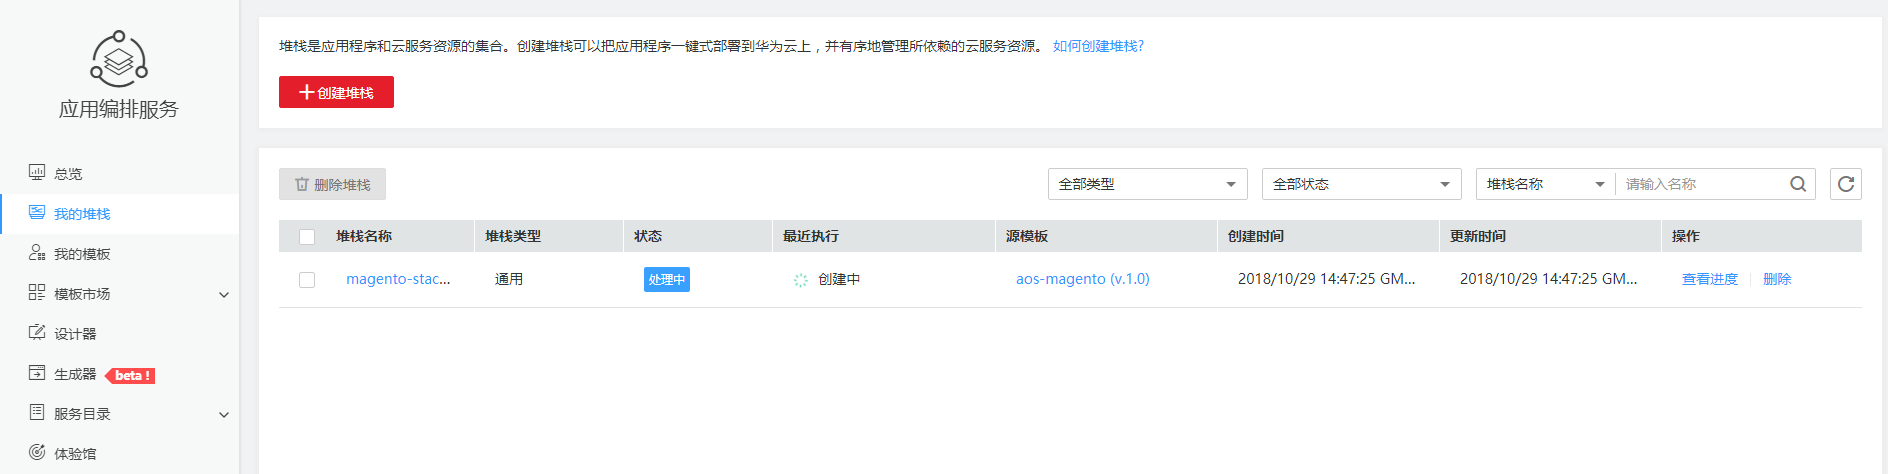 应用编排服务
总览
我的堆栈
我的模板
模板市场
设计器
生成器 beta !
服务目录
体验馆
堆栈是应用程序和云服务资源的集合。创建堆栈可以把应用程序一键式部署到华为云上，并有序地管理所依赖的云服务资源。 如何创建堆栈?
创建堆栈
删除堆栈 全部类型 全部状态 堆栈名称 请输入名称
堆栈名称 堆栈类型 状态 最近执行 源模板 创建时间 更新时间 操作
magento-stac... 通用 处理中 创建中 aos-magento (v.1.0) 2018/10/29 14:47:25 GM... 2018/10/29 14:47:25 GM... 查看进度 删除